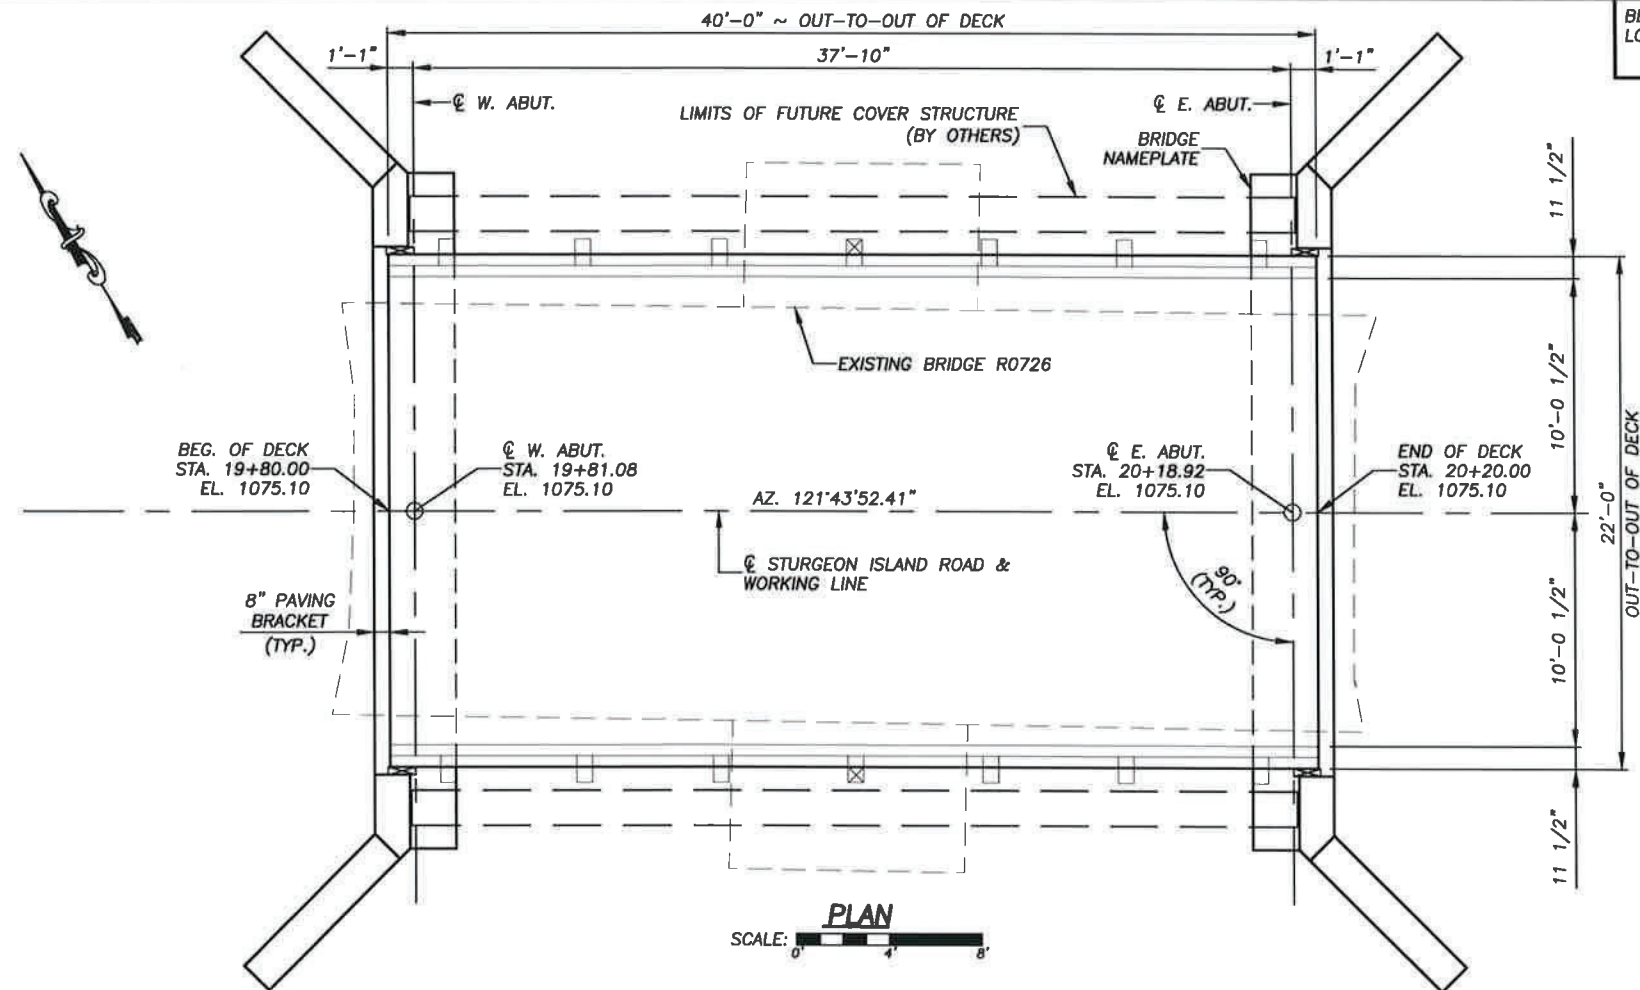 40'-0" ~ OUT-TO-OUT OF DECK
1'-1"
37'-10"
1'-1"
℄ W. ABUT.
LIMITS OF FUTURE COVER STRUCTURE
(BY OTHERS)
℄ E. ABUT.
BRIDGE
NAMEPLATE
11 1/2"
EXISTING BRIDGE R0726
10'-0 1/2"
BEG. OF DECK
STA. 19+80.00
EL. 1075.10
℄ W. ABUT.
STA. 19+81.08
EL. 1075.10
AZ. 121°43'52.41"
℄ E. ABUT.
STA. 20+18.92
EL. 1075.10
END OF DECK
STA. 20+20.00
EL. 1075.10
22'-0"
OUT-TO-OUT OF DECK
℄ STURGEON ISLAND ROAD &
WORKING LINE
90°
(TYP.)
8" PAVING
BRACKET
(TYP.)
10'-0 1/2"
11 1/2"
PLAN
SCALE:
0' 4' 8'